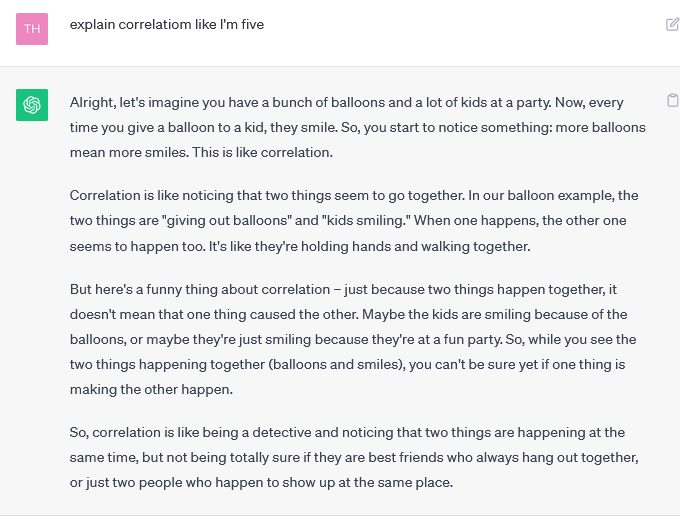 TH
explain correlatiom like I'm five
Alright, let's imagine you have a bunch of balloons and a lot of kids at a party. Now, every
time you give a balloon to a kid, they smile. So, you start to notice something: more balloons
mean more smiles. This is like correlation.
Correlation is like noticing that two things seem to go together. In our balloon example, the
two things are "giving out balloons" and "kids smiling." When one happens, the other one
seems to happen too. It's like they're holding hands and walking together.
But here's a funny thing about correlation – just because two things happen together, it
doesn't mean that one thing caused the other. Maybe the kids are smiling because of the
balloons, or maybe they're just smiling because they're at a fun party. So, while you see the
two things happening together (balloons and smiles), you can't be sure yet if one thing is
making the other happen.
So, correlation is like being a detective and noticing that two things are happening at the
same time, but not being totally sure if they are best friends who always hang out together,
or just two people who happen to show up at the same place.